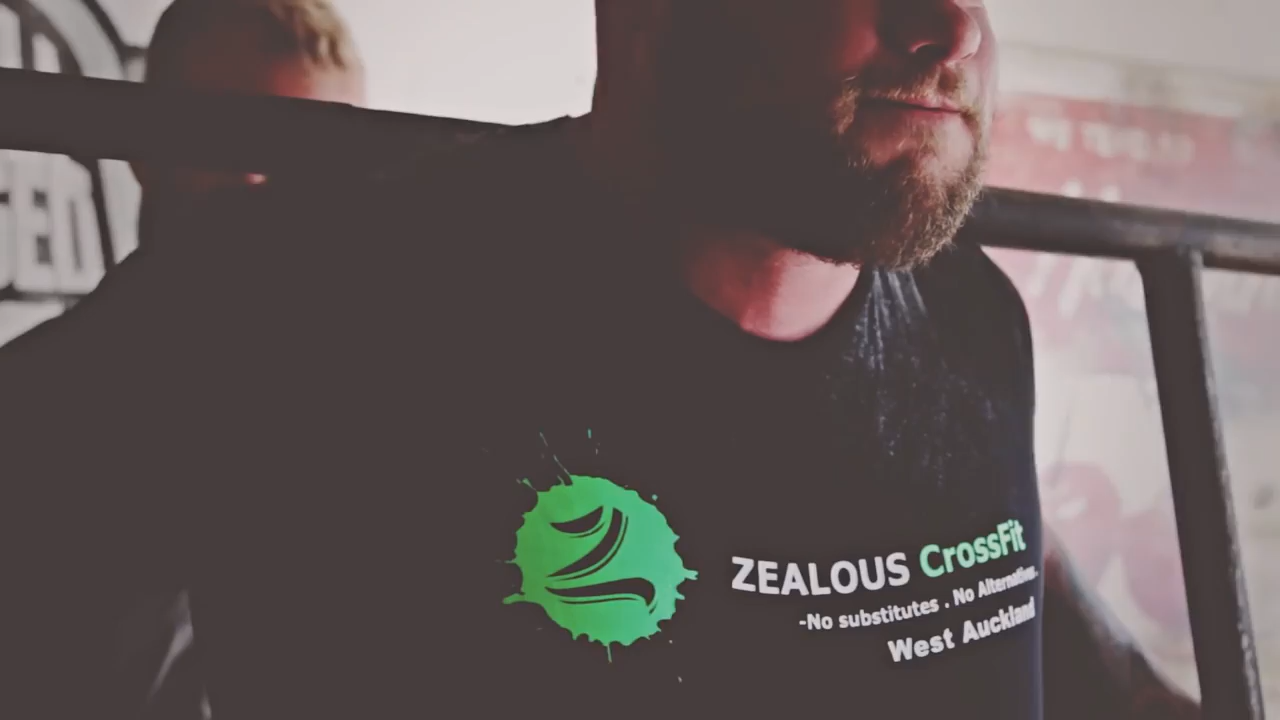 ZEALOUS CrossFit
-No substitutes . No Alternatives.
West Auckland